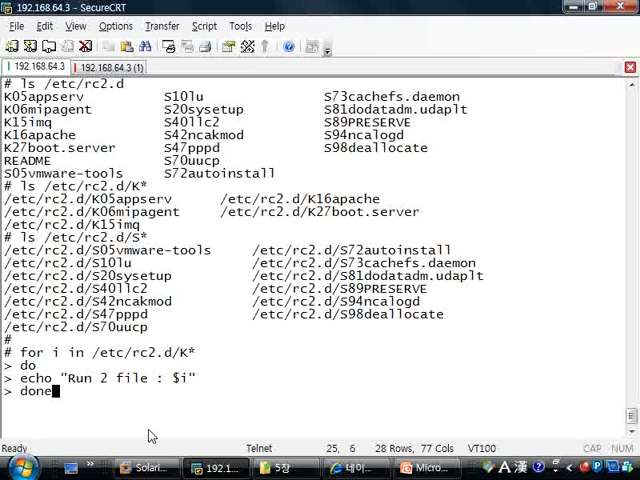 192.168.64.3 - SecureCRT
File Edit View Options Transfer Script Tools Help
192.168.64.3 192.168.64.3 (1)
# ls /etc/rc2.d
K05appserv S10lu S73cachefs.daemon
K06mipagent S20sysetup S81dodatadm.udaplt
K15imq S40llc2 S89PRESERVE
K16apache S42ncakmod S94ncalogd
K27boot.server S47pppd S98deallocate
README S70uucp
S05vmware-tools S72autoinstall
# ls /etc/rc2.d/K*
/etc/rc2.d/K05appserv /etc/rc2.d/K16apache
/etc/rc2.d/K06mipagent /etc/rc2.d/K27boot.server
/etc/rc2.d/K15imq
# ls /etc/rc2.d/S*
/etc/rc2.d/S05vmware-tools /etc/rc2.d/S72autoinstall
/etc/rc2.d/S10lu /etc/rc2.d/S73cachefs.daemon
/etc/rc2.d/S20sysetup /etc/rc2.d/S81dodatadm.udaplt
/etc/rc2.d/S40llc2 /etc/rc2.d/S89PRESERVE
/etc/rc2.d/S42ncakmod /etc/rc2.d/S94ncalogd
/etc/rc2.d/S47pppd /etc/rc2.d/S98deallocate
/etc/rc2.d/S70uucp
#
# for i in /etc/rc2.d/K*
> do
> echo "Run 2 file : $i"
> done
Ready Telnet 25, 6 28 Rows, 77 Cols VT100 CAP NUM
Solari... 192.1... 5장 네이... Micro... A 漢